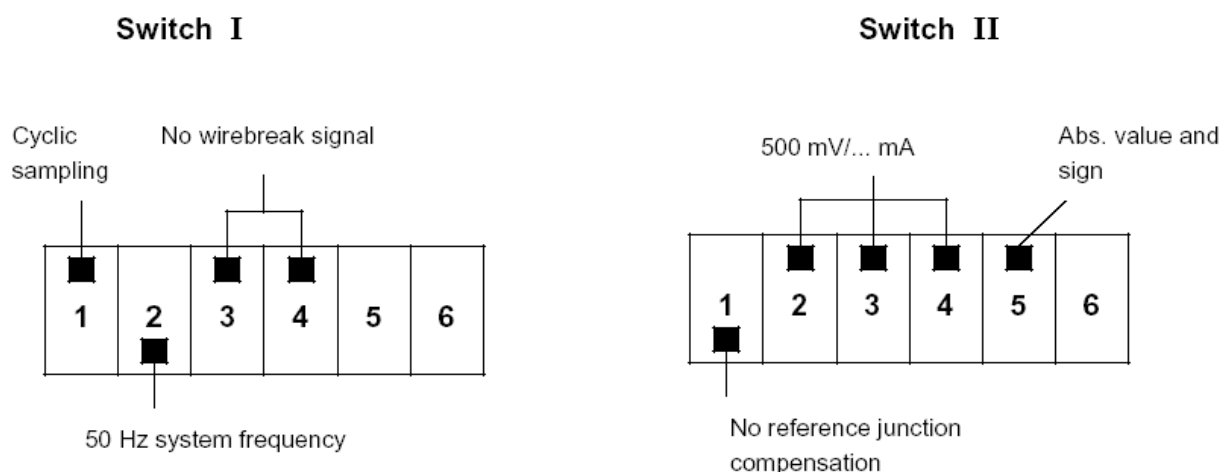 Switch I
Switch II
Cyclic
sampling
No wirebreak signal
500 mV/... mA
Abs. value and
sign
1 2 3 4 5 6
1 2 3 4 5 6
50 Hz system frequency
No reference junction
compensation